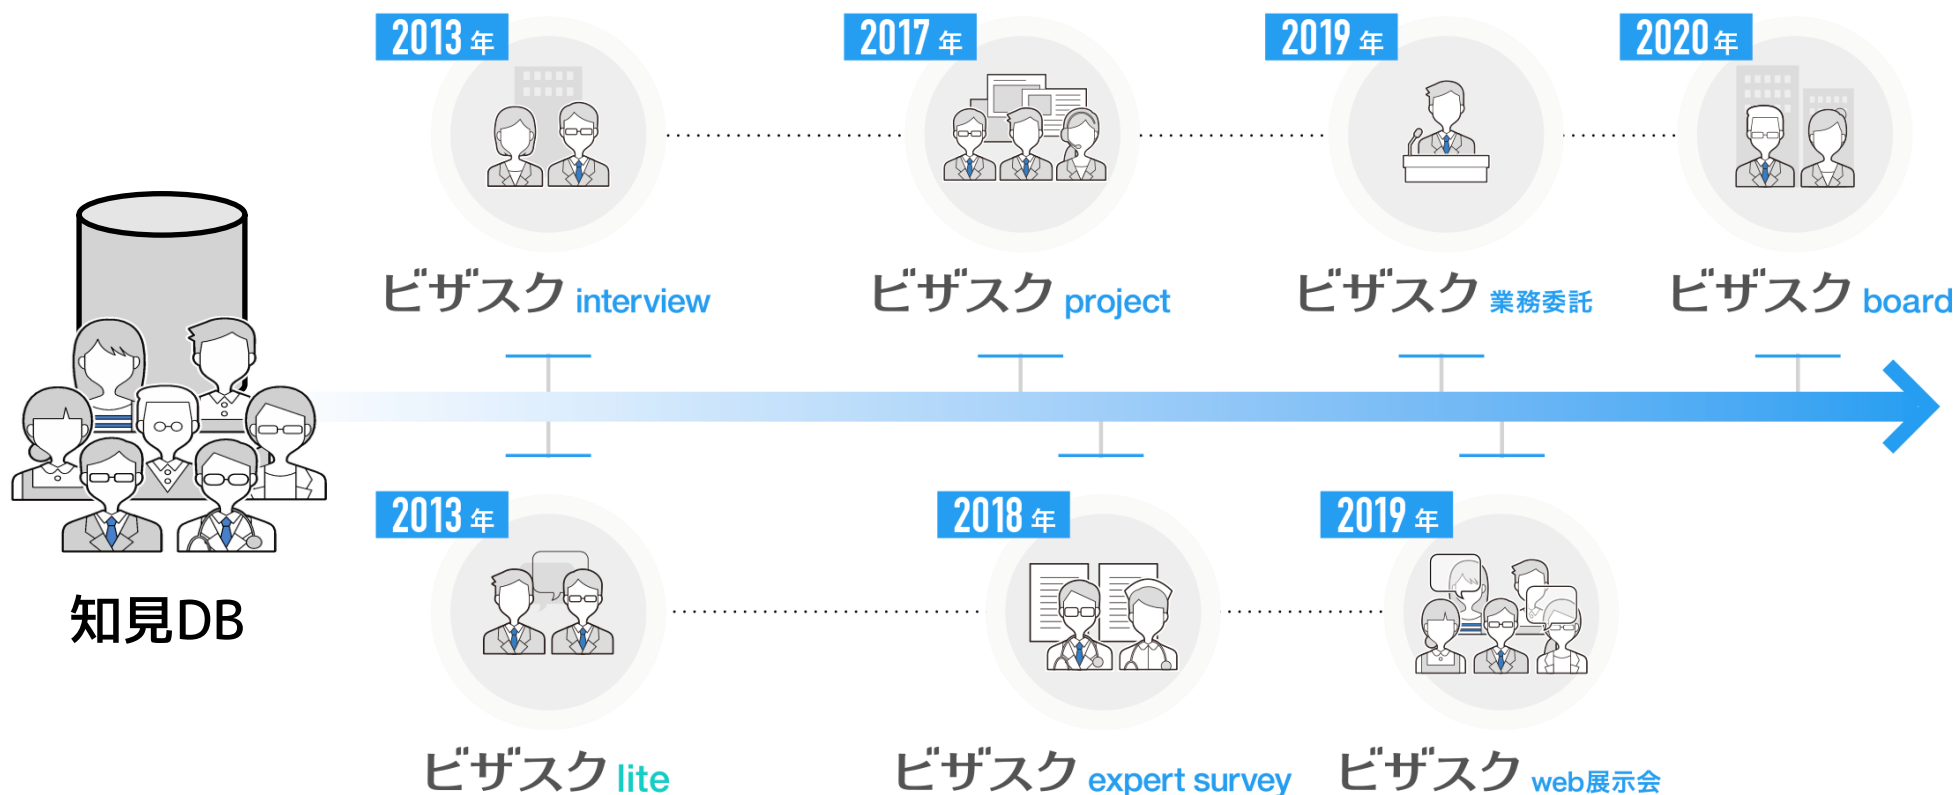 2013年
2017年
2019年
2020年
ビザスク interview
ビザスク project
ビザスク 業務委託
ビザスク board
知見DB
2013年
2018年
2019年
ビザスク lite
ビザスク expert survey
ビザスク web展示会